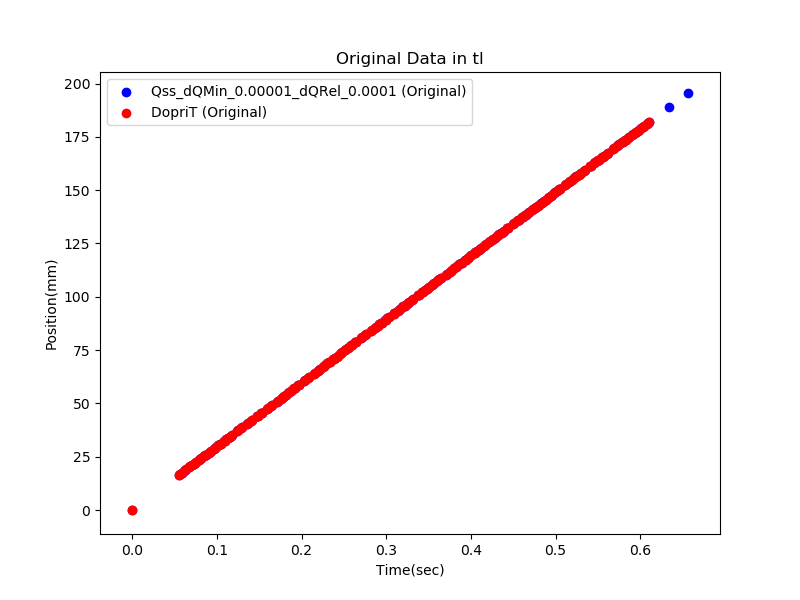 Original Data in tl
Qss_dQMin_0.00001_dQRel_0.0001 (Original)
DopriT (Original)
200
175
150
125
100
75
50
25
0
Position(mm)
0.0 0.1 0.2 0.3 0.4 0.5 0.6
Time(sec)